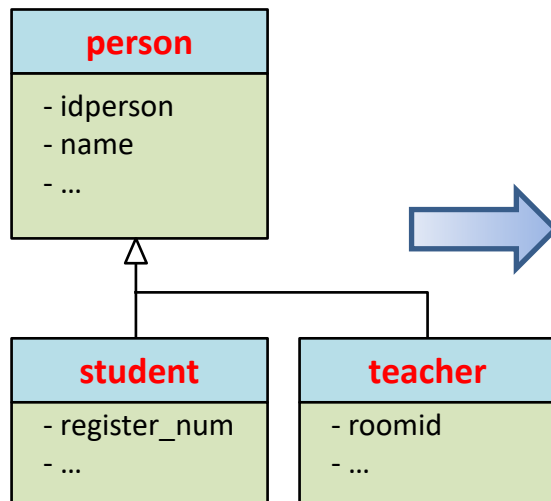 person
- idperson
- name
- ...
student
- register_num
- ...
teacher
- roomid
- ...